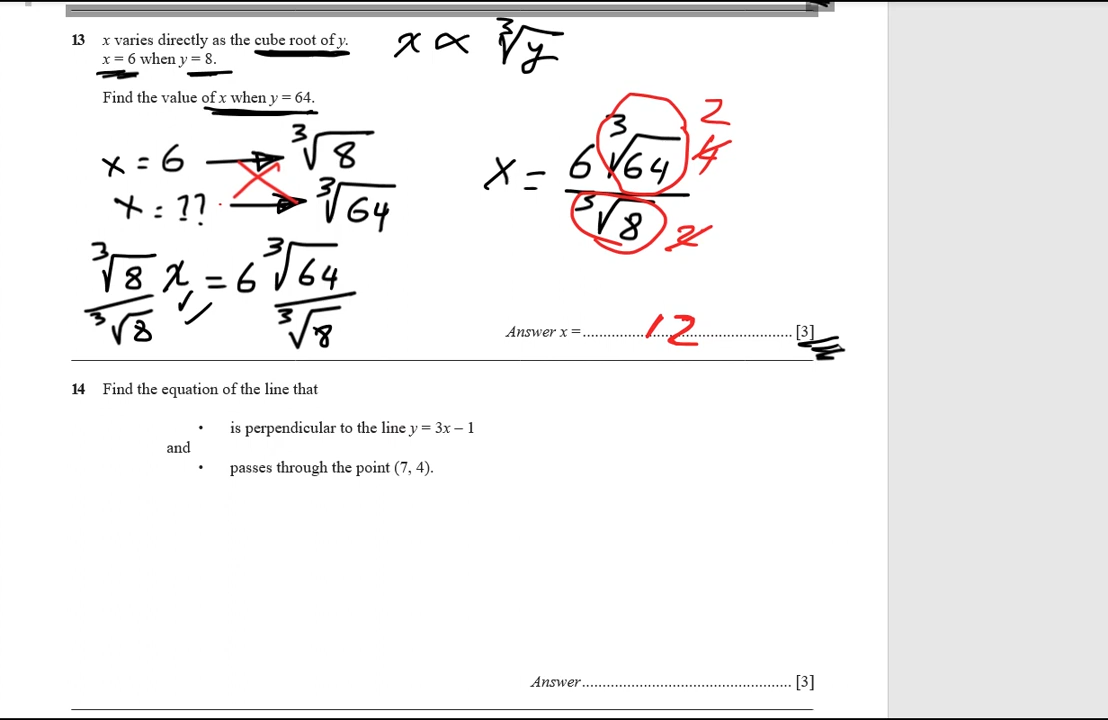 13 x varies directly as the cube root of y.
x = 6 when y = 8.
x ∝ ∛y
Find the value of x when y = 64.
x = 6 → ∛8
x = ?? → ∛64
∛8 x = 6 ∛64
∛8 ∛8
x = 6 ∛64 4 2
∛8 2
Answer x = ........ 12 ........ [3]
14 Find the equation of the line that
• is perpendicular to the line y = 3x – 1
and
• passes through the point (7, 4).
Answer ........ [3]